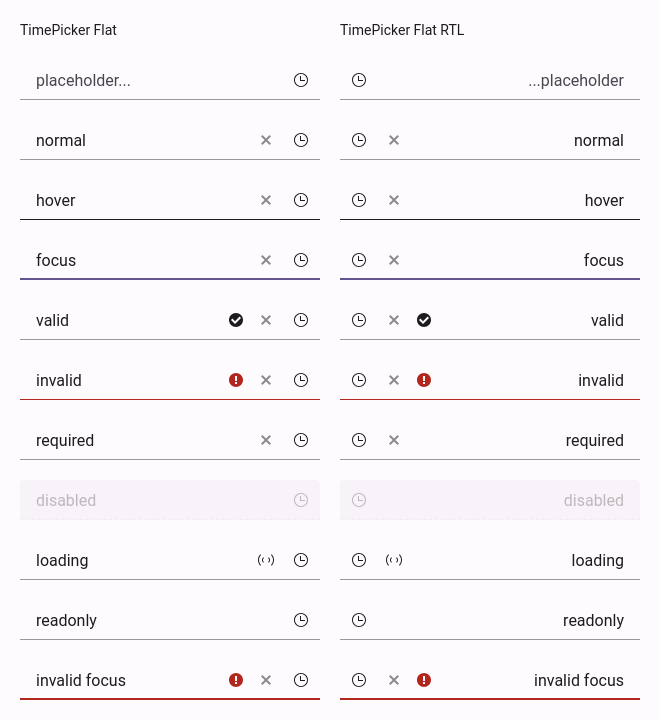 TimePicker Flat
TimePicker Flat RTL
placeholder...
...placeholder
normal
normal
hover
hover
focus
focus
valid
valid
invalid
invalid
required
required
disabled
disabled
loading
loading
readonly
readonly
invalid focus
invalid focus